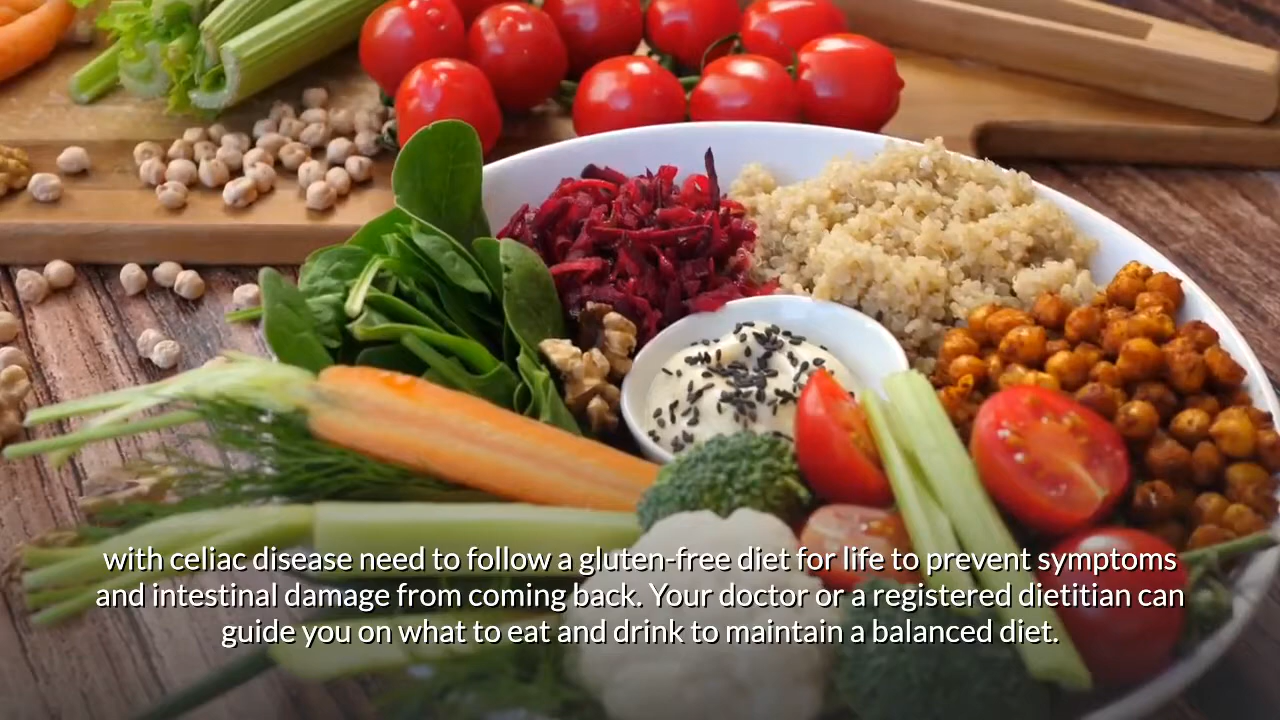 with celiac disease need to follow a gluten-free diet for life to prevent symptoms
and intestinal damage from coming back. Your doctor or a registered dietitian can
guide you on what to eat and drink to maintain a balanced diet.